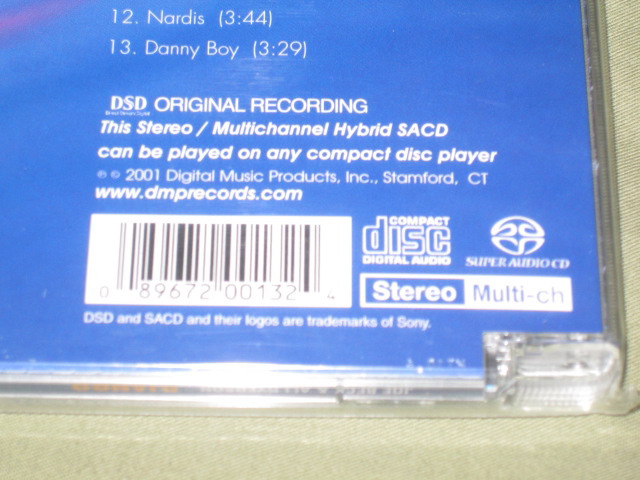 12. Nardis (3:44)
13. Danny Boy (3:29)
DSD ORIGINAL RECORDING
This Stereo / Multichannel Hybrid SACD
can be played on any compact disc player
℗ © 2001 Digital Music Products, Inc., Stamford, CT
www.dmprecords.com
COMPACT
disc
DIGITAL AUDIO
SUPER AUDIO CD
0 89672 00132 4
Stereo Multi-ch
DSD and SACD and their logos are trademarks of Sony.